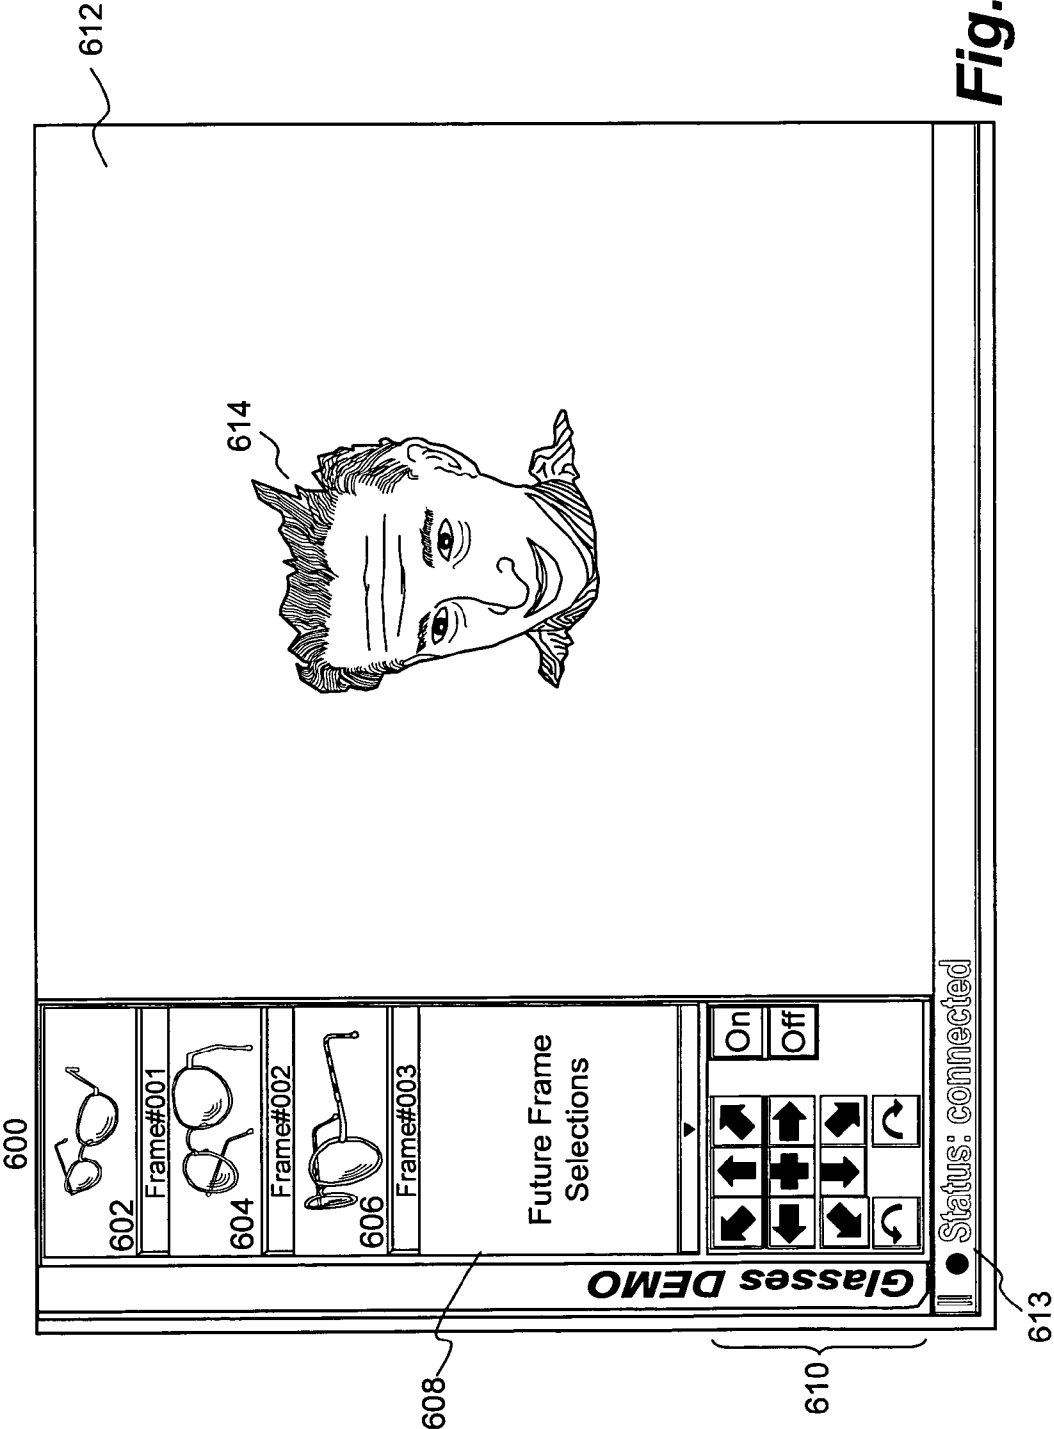 600
602
Frame#001
604
Frame#002
606
Frame#003
Future Frame
Selections
608
Glasses DEMO
On
Off
610
Status: connected
613
612
614
Fig.